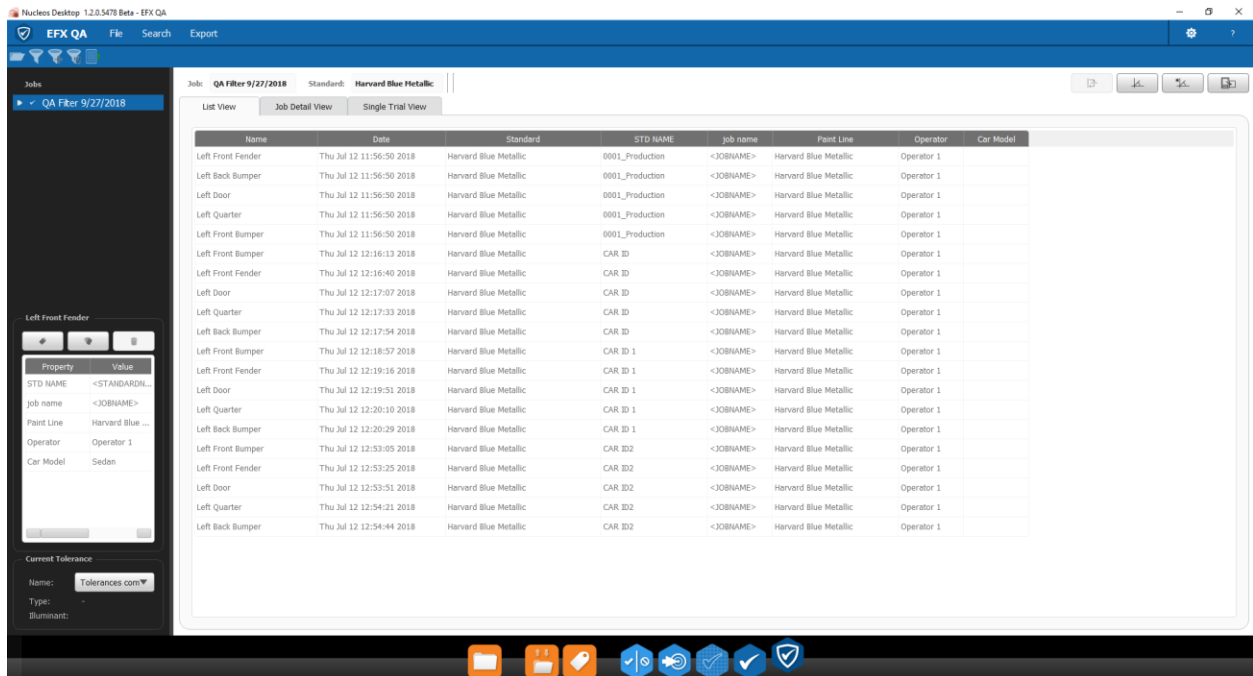 Nucleos Desktop 1.2.0.5478 Beta - EFX QA
EFX QA File Search Export ?
Jobs
QA Filter 9/27/2018
Job: QA Filter 9/27/2018 Standard: Harvard Blue Metallic
List View Job Detail View Single Trial View
Name Date Standard STD NAME job name Paint Line Operator Car Model
Left Front Fender Thu Jul 12 11:56:50 2018 Harvard Blue Metallic 0001_Production <JOBNAME> Harvard Blue Metallic Operator 1
Left Back Bumper Thu Jul 12 11:56:50 2018 Harvard Blue Metallic 0001_Production <JOBNAME> Harvard Blue Metallic Operator 1
Left Door Thu Jul 12 11:56:50 2018 Harvard Blue Metallic 0001_Production <JOBNAME> Harvard Blue Metallic Operator 1
Left Quarter Thu Jul 12 11:56:50 2018 Harvard Blue Metallic 0001_Production <JOBNAME> Harvard Blue Metallic Operator 1
Left Front Bumper Thu Jul 12 11:56:50 2018 Harvard Blue Metallic 0001_Production <JOBNAME> Harvard Blue Metallic Operator 1
Left Front Bumper Thu Jul 12 12:16:13 2018 Harvard Blue Metallic CAR ID <JOBNAME> Harvard Blue Metallic Operator 1
Left Front Fender Thu Jul 12 12:16:40 2018 Harvard Blue Metallic CAR ID <JOBNAME> Harvard Blue Metallic Operator 1
Left Door Thu Jul 12 12:17:07 2018 Harvard Blue Metallic CAR ID <JOBNAME> Harvard Blue Metallic Operator 1
Left Quarter Thu Jul 12 12:17:33 2018 Harvard Blue Metallic CAR ID <JOBNAME> Harvard Blue Metallic Operator 1
Left Back Bumper Thu Jul 12 12:17:54 2018 Harvard Blue Metallic CAR ID <JOBNAME> Harvard Blue Metallic Operator 1
Left Front Bumper Thu Jul 12 12:18:57 2018 Harvard Blue Metallic CAR ID 1 <JOBNAME> Harvard Blue Metallic Operator 1
Left Front Fender Thu Jul 12 12:19:16 2018 Harvard Blue Metallic CAR ID 1 <JOBNAME> Harvard Blue Metallic Operator 1
Left Door Thu Jul 12 12:19:51 2018 Harvard Blue Metallic CAR ID 1 <JOBNAME> Harvard Blue Metallic Operator 1
Left Quarter Thu Jul 12 12:20:10 2018 Harvard Blue Metallic CAR ID 1 <JOBNAME> Harvard Blue Metallic Operator 1
Left Back Bumper Thu Jul 12 12:20:29 2018 Harvard Blue Metallic CAR ID 1 <JOBNAME> Harvard Blue Metallic Operator 1
Left Front Bumper Thu Jul 12 12:53:05 2018 Harvard Blue Metallic CAR ID2 <JOBNAME> Harvard Blue Metallic Operator 1
Left Front Fender Thu Jul 12 12:53:25 2018 Harvard Blue Metallic CAR ID2 <JOBNAME> Harvard Blue Metallic Operator 1
Left Door Thu Jul 12 12:53:51 2018 Harvard Blue Metallic CAR ID2 <JOBNAME> Harvard Blue Metallic Operator 1
Left Quarter Thu Jul 12 12:54:21 2018 Harvard Blue Metallic CAR ID2 <JOBNAME> Harvard Blue Metallic Operator 1
Left Back Bumper Thu Jul 12 12:54:44 2018 Harvard Blue Metallic CAR ID2 <JOBNAME> Harvard Blue Metallic Operator 1
Left Front Fender
Property Value
STD NAME <STANDARDN...
job name <JOBNAME>
Paint Line Harvard Blue ...
Operator Operator 1
Car Model Sedan
Current Tolerance
Name: Tolerances com
Type: -
Illuminant: